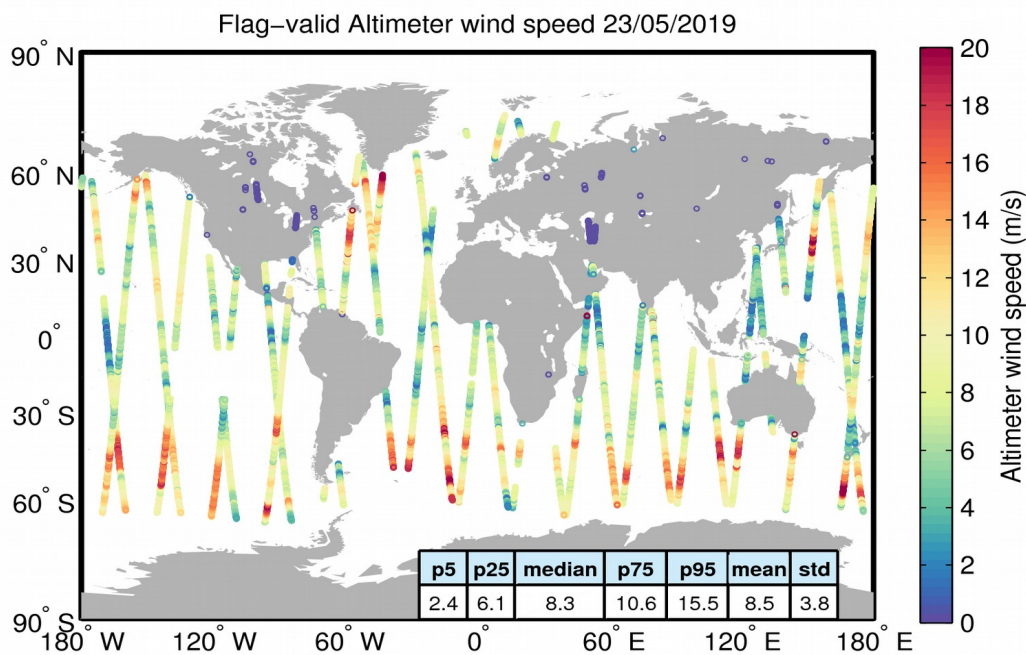 Flag−valid Altimeter wind speed 23/05/2019
90° N
60° N
30° N
0°
30° S
60° S
90° S
180° W
120° W
60° W
0°
60° E
120° E
180° E
p5 p25 median p75 p95 mean std
2.4 6.1 8.3 10.6 15.5 8.5 3.8
20
18
16
14
12
10
8
6
4
2
0
Altimeter wind speed (m/s)